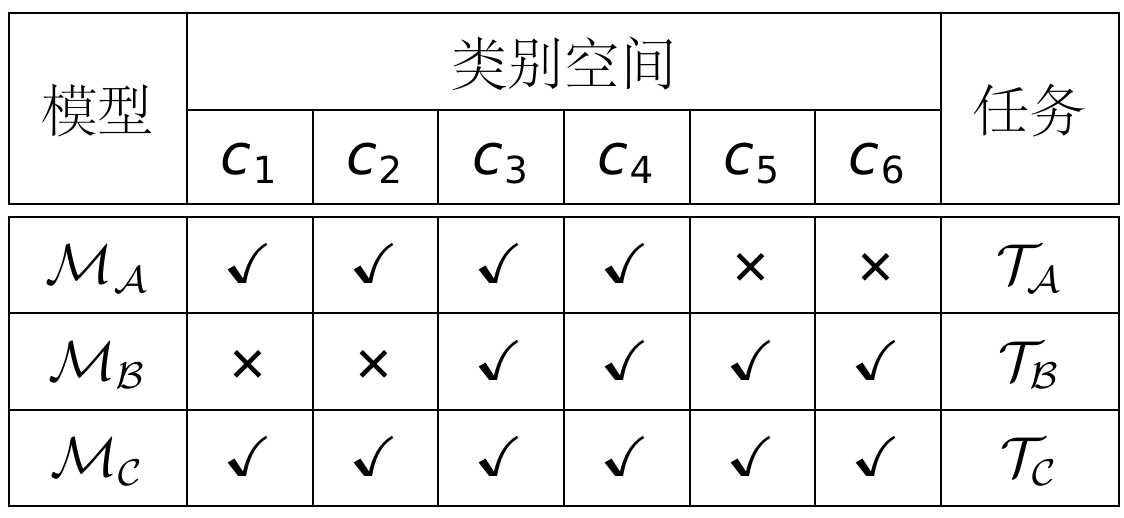 模型 类别空间 任务
c₁ c₂ c₃ c₄ c₅ c₆
ℳ_𝒜 ✓ ✓ ✓ ✓ × × 𝒯_𝒜
ℳ_ℬ × × ✓ ✓ ✓ ✓ 𝒯_ℬ
ℳ_𝒞 ✓ ✓ ✓ ✓ ✓ ✓ 𝒯_𝒞